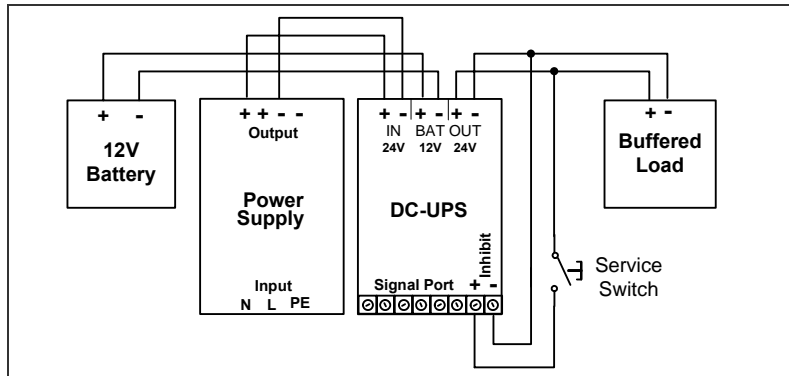 + -
12V
Battery
+ + - -
Output
Power
Supply
Input
N L PE
+ - + - + -
IN BAT OUT
24V 12V 24V
DC-UPS
Inhibit
Signal Port + -
+ -
Buffered
Load
Service
Switch